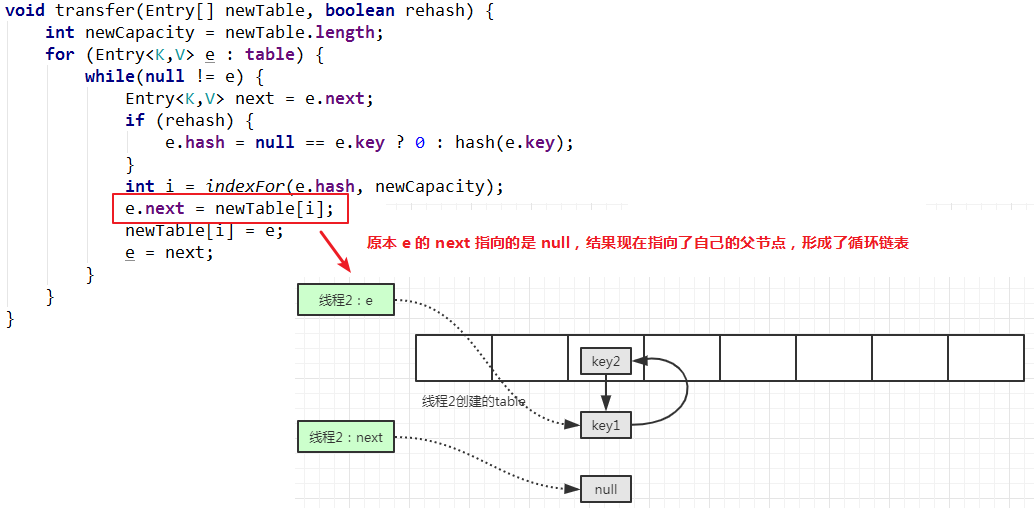 void transfer(Entry[] newTable, boolean rehash) {
    int newCapacity = newTable.length;
    for (Entry<K,V> e : table) {
        while(null != e) {
            Entry<K,V> next = e.next;
            if (rehash) {
                e.hash = null == e.key ? 0 : hash(e.key);
            }
            int i = indexFor(e.hash, newCapacity);
            e.next = newTable[i];
            newTable[i] = e;
            e = next;
        }
    }
}
原本 e 的 next 指向的是 null，结果现在指向了自己的父节点，形成了循环链表
线程2：e
key2
线程2创建的table
key1
线程2：next
null